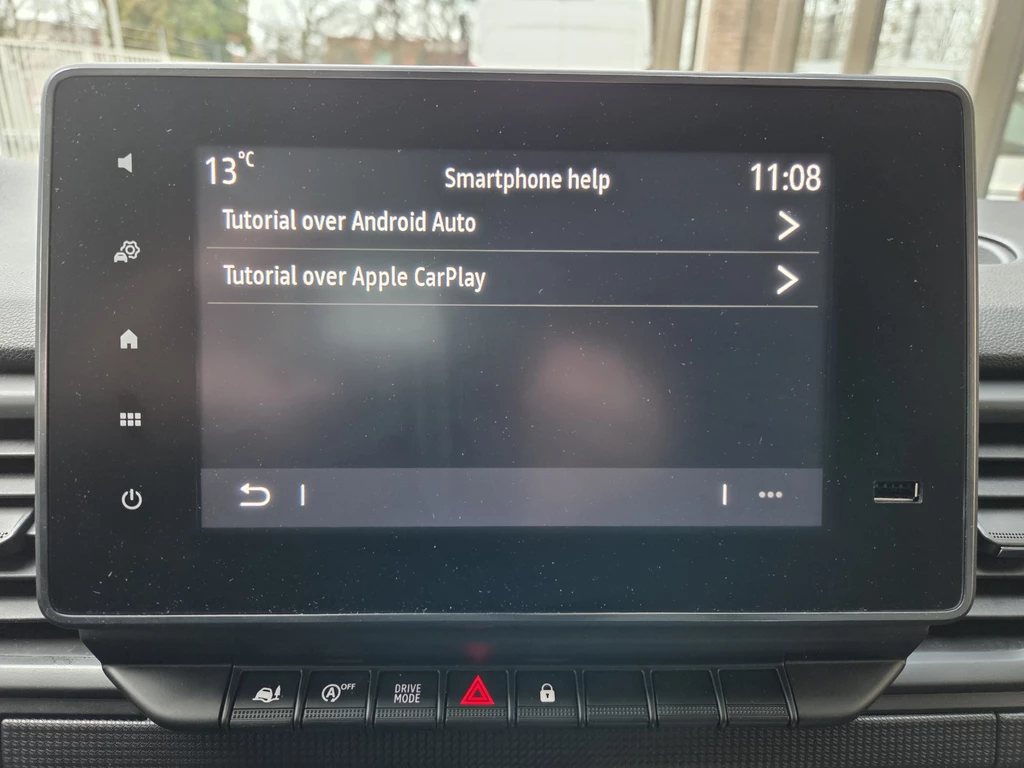 13°C
Smartphone help
11:08
Tutorial over Android Auto
Tutorial over Apple CarPlay
A OFF
DRIVE
MODE